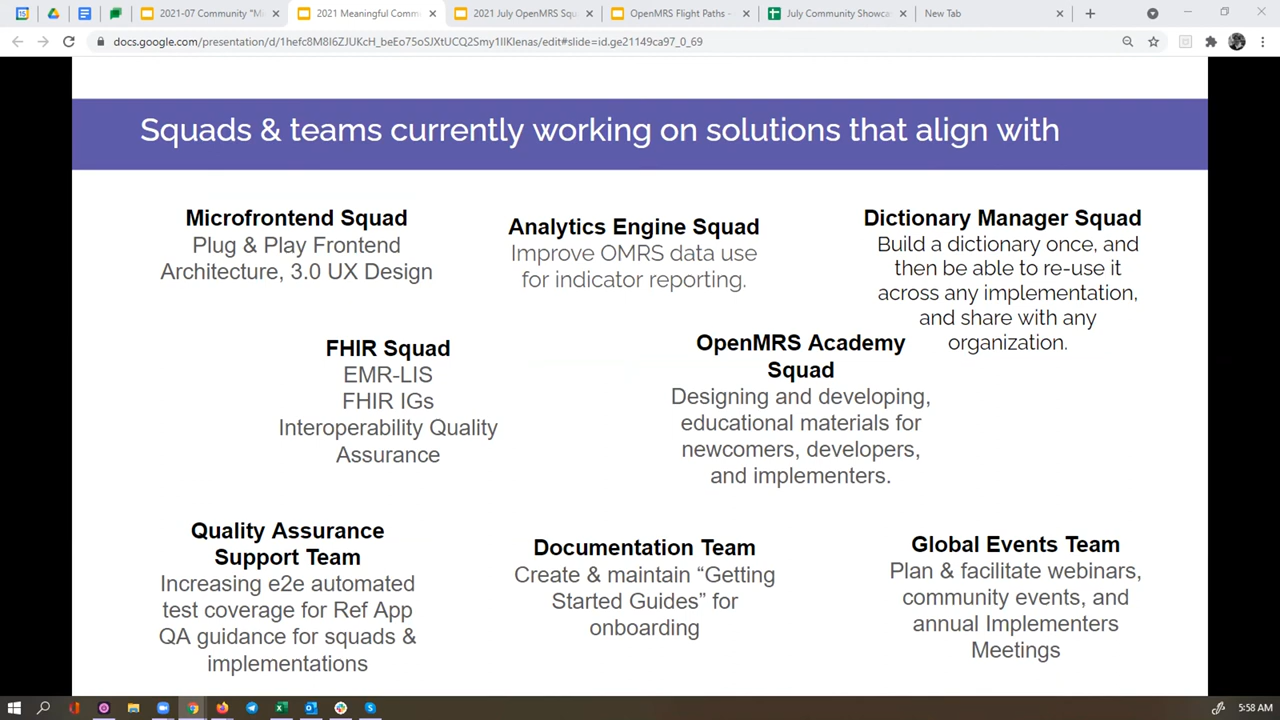 2021-07 Community "Mi
2021 Meaningful Comm
2021 July OpenMRS Squ
OpenMRS Flight Paths -
July Community Showca
New Tab
docs.google.com/presentation/d/1hefc8M8I6ZJUKcH_beEo75oSJXtUCQ2Smy1IIKIenas/edit#slide=id.ge21149ca97_0_69
Squads & teams currently working on solutions that align with
Microfrontend Squad
Plug & Play Frontend
Architecture, 3.0 UX Design
Analytics Engine Squad
Improve OMRS data use
for indicator reporting.
Dictionary Manager Squad
Build a dictionary once, and
then be able to re-use it
across any implementation,
and share with any
organization.
FHIR Squad
EMR-LIS
FHIR IGs
Interoperability Quality
Assurance
OpenMRS Academy
Squad
Designing and developing,
educational materials for
newcomers, developers,
and implementers.
Quality Assurance
Support Team
Increasing e2e automated
test coverage for Ref App
QA guidance for squads &
implementations
Documentation Team
Create & maintain “Getting
Started Guides” for
onboarding
Global Events Team
Plan & facilitate webinars,
community events, and
annual Implementers
Meetings
5:58 AM